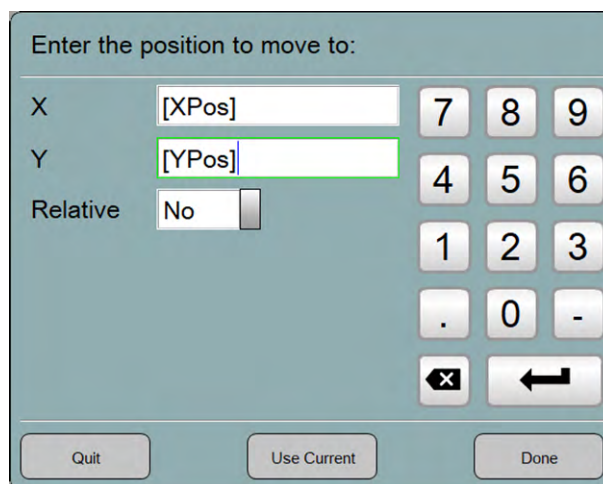 Enter the position to move to:
X [XPos]
Y [YPos]
Relative No
7 8 9
4 5 6
1 2 3
. 0 -
Quit Use Current Done